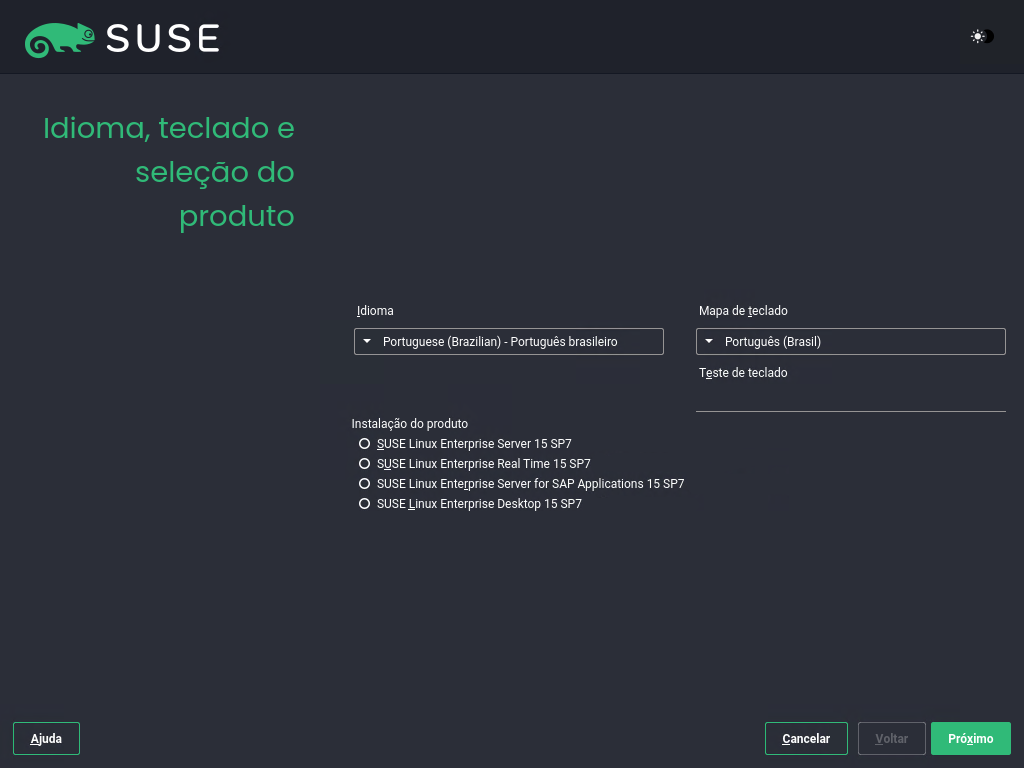 SUSE
Idioma, teclado e
seleção do
produto
Idioma
Mapa de teclado
Portuguese (Brazilian) - Português brasileiro
Português (Brasil)
Teste de teclado
Instalação do produto
SUSE Linux Enterprise Server 15 SP7
SUSE Linux Enterprise Real Time 15 SP7
SUSE Linux Enterprise Server for SAP Applications 15 SP7
SUSE Linux Enterprise Desktop 15 SP7
Ajuda
Cancelar
Voltar
Próximo